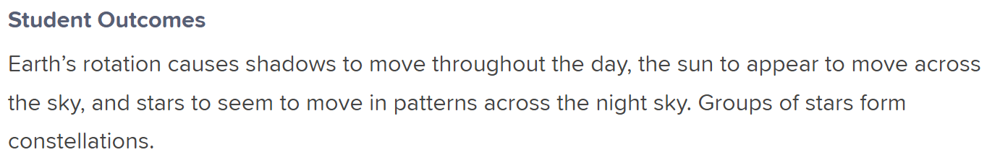 Student Outcomes
Earth’s rotation causes shadows to move throughout the day, the sun to appear to move across
the sky, and stars to seem to move in patterns across the night sky. Groups of stars form
constellations.